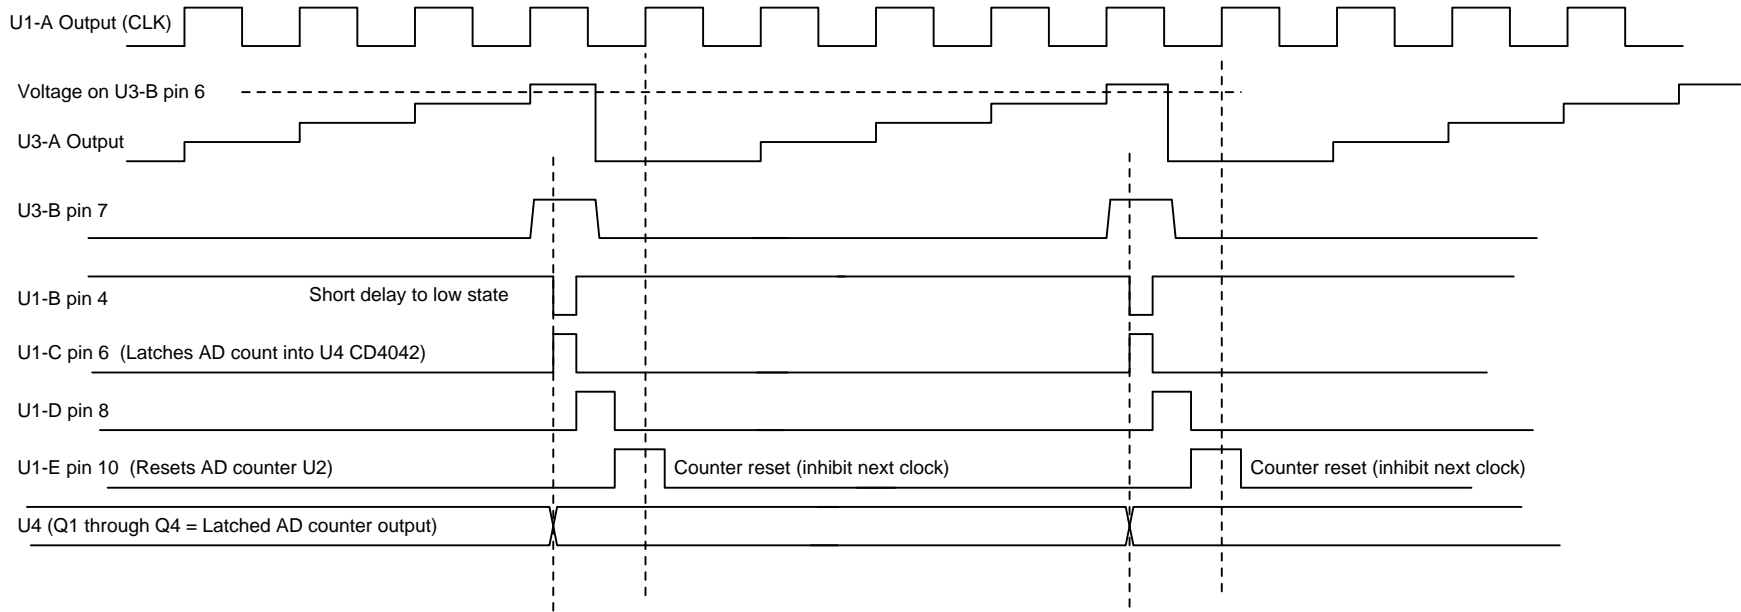 U1-A Output (CLK)
Voltage on U3-B pin 6
U3-A Output
U3-B pin 7
U1-B pin 4
Short delay to low state
U1-C pin 6 (Latches AD count into U4 CD4042)
U1-D pin 8
U1-E pin 10 (Resets AD counter U2)
Counter reset (inhibit next clock)
Counter reset (inhibit next clock)
U4 (Q1 through Q4 = Latched AD counter output)